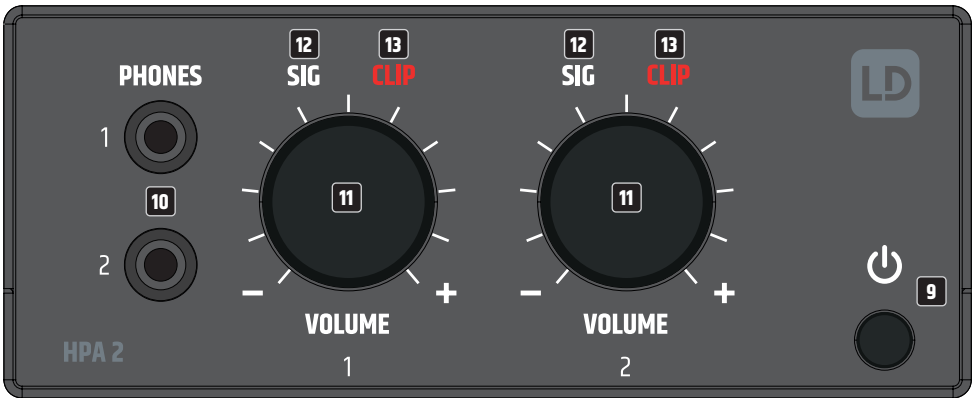 12 13 12 13
PHONES SIG CLIP SIG CLIP LD
1
11 11
10
2
9
− + − +
VOLUME VOLUME
HPA 2 1 2